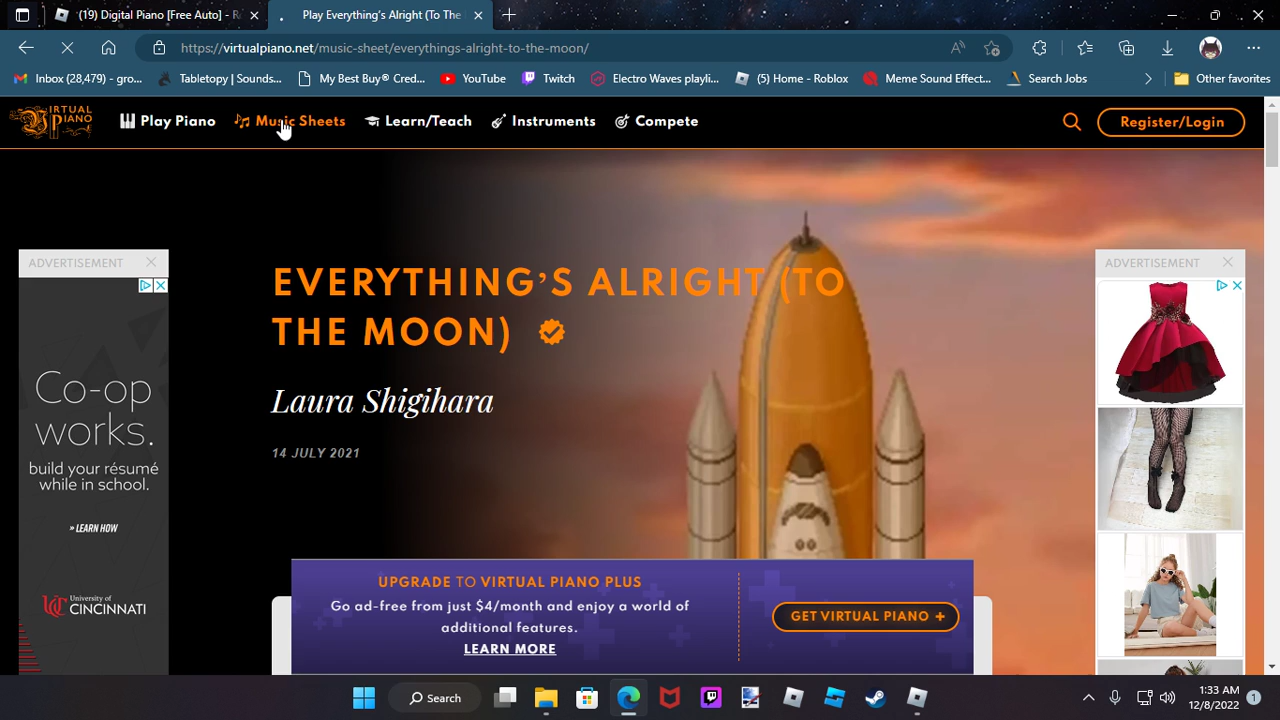 (19) Digital Piano [Free Auto] - R
Play Everything's Alright (To The
https://virtualpiano.net/music-sheet/everythings-alright-to-the-moon/
Inbox (28,479) - gro...
Tabletopy | Sounds...
My Best Buy® Cred...
YouTube
Twitch
Electro Waves playli...
(5) Home - Roblox
Meme Sound Effect...
Search Jobs
Other favorites
VIRTUAL PIANO
Play Piano
Music Sheets
Learn/Teach
Instruments
Compete
Register/Login
ADVERTISEMENT
Co-op
works.
build your résumé
while in school.
» LEARN HOW
University of
CINCINNATI
EVERYTHING'S ALRIGHT (TO
THE MOON)
Laura Shigihara
14 JULY 2021
ADVERTISEMENT
UPGRADE TO VIRTUAL PIANO PLUS
Go ad-free from just $4/month and enjoy a world of
additional features.
LEARN MORE
GET VIRTUAL PIANO +
Search
1:33 AM
12/8/2022
1